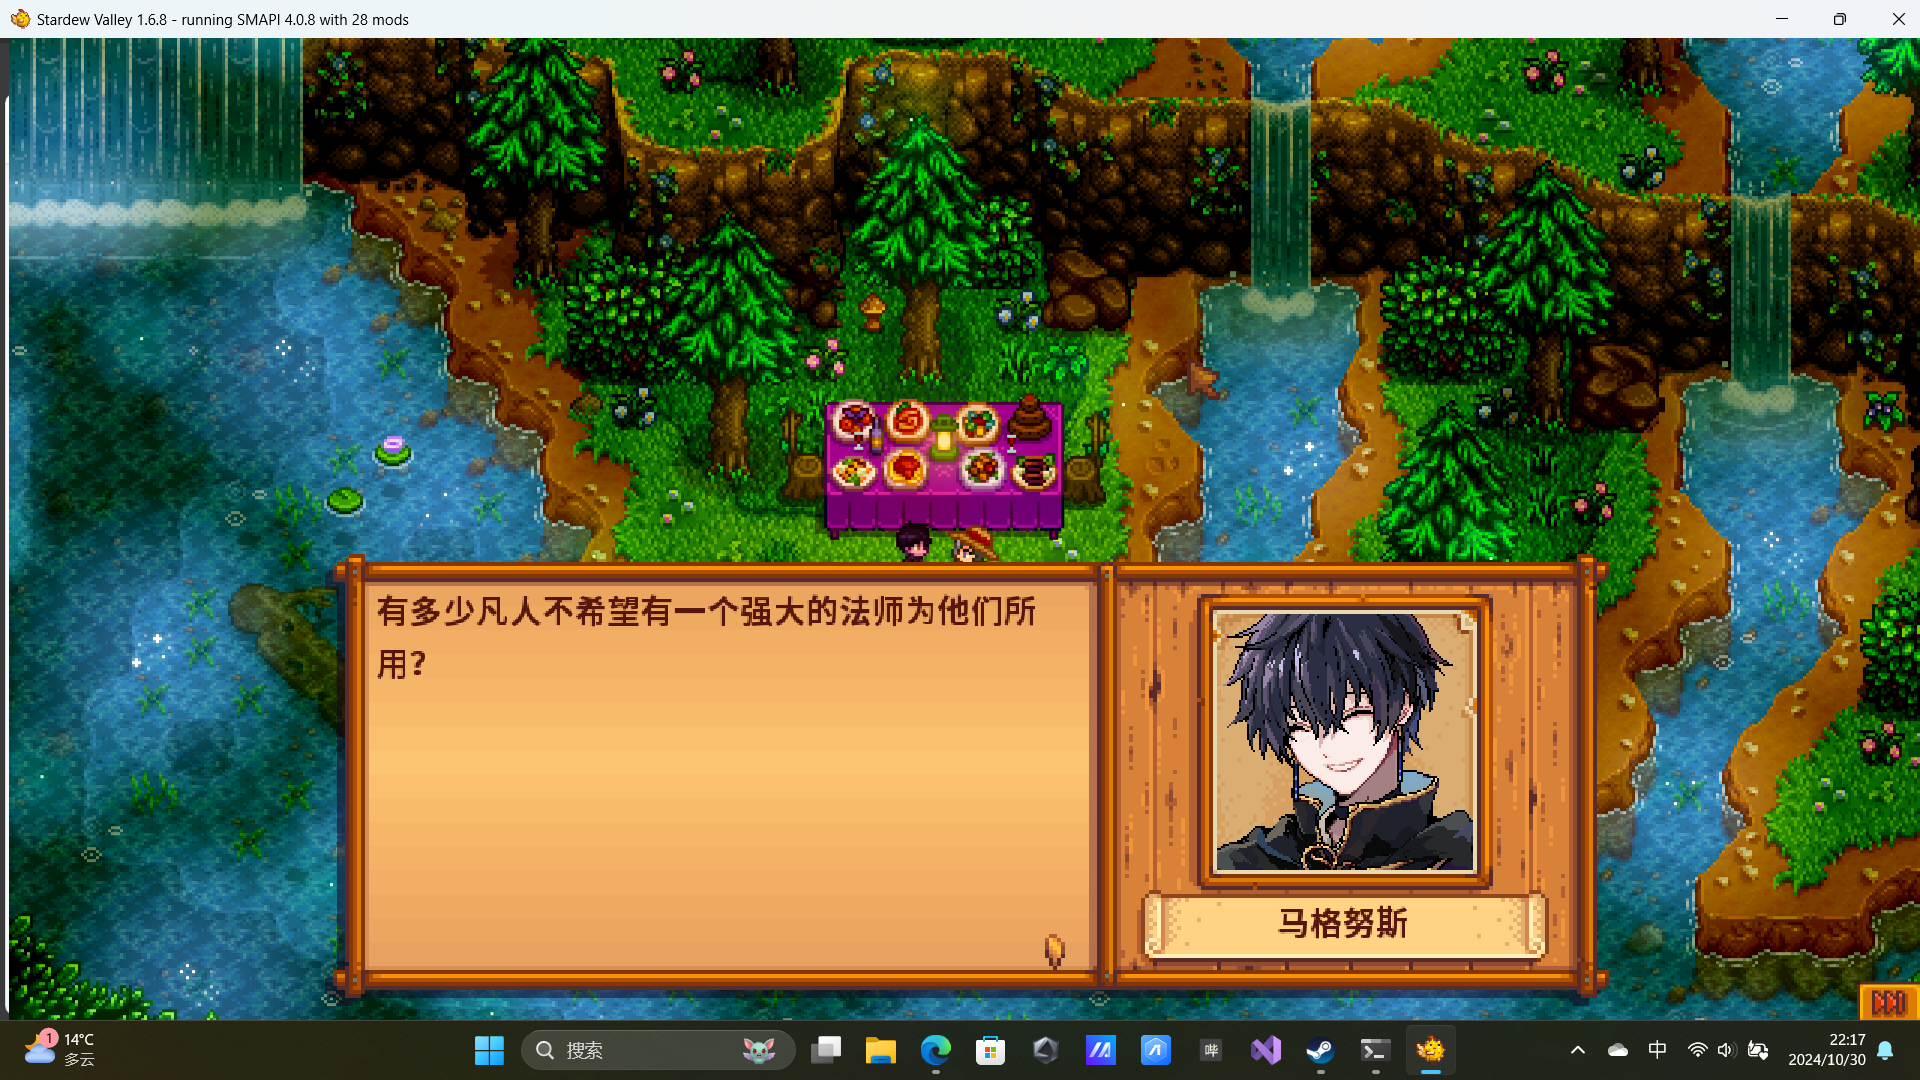 Stardew Valley 1.6.8 - running SMAPI 4.0.8 with 28 mods
有多少凡人不希望有一个强大的法师为他们所
用？
马格努斯
1
14°C
多云
搜索
哔
中
22:17
2024/10/30